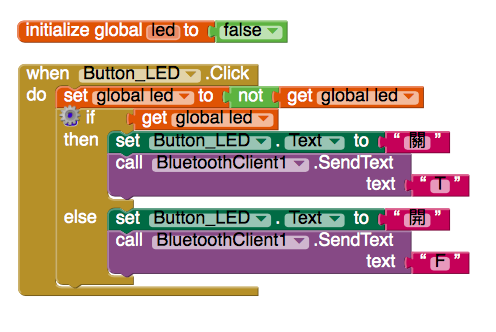 initialize global led to false
when Button_LED .Click
do set global led to not get global led
if get global led
then set Button_LED . Text to “ 關 ”
call BluetoothClient1 .SendText
text “ T ”
else set Button_LED . Text to “ 開 ”
call BluetoothClient1 .SendText
text “ F ”